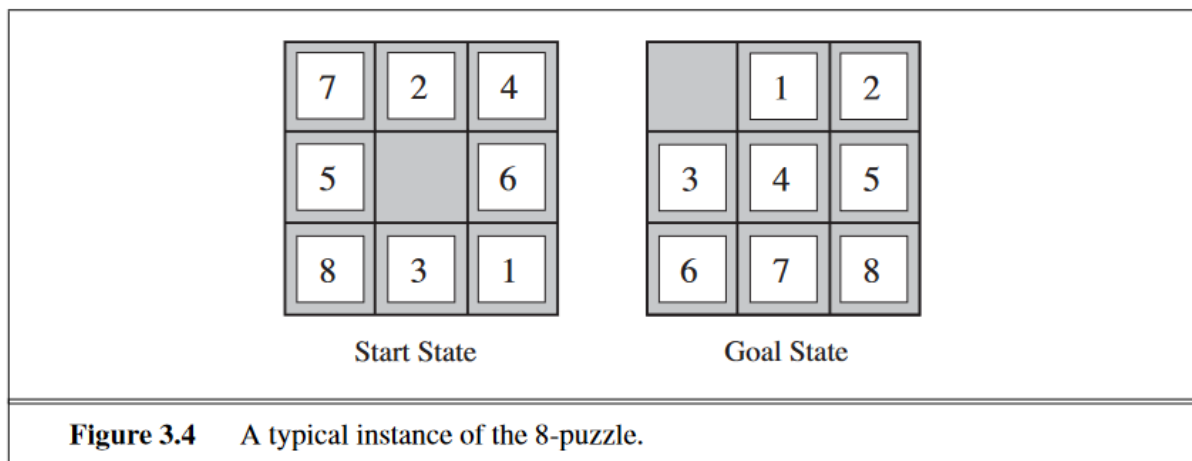 7 2 4 1 2
5 6 3 4 5
8 3 1 6 7 8
Start State Goal State
Figure 3.4 A typical instance of the 8-puzzle.